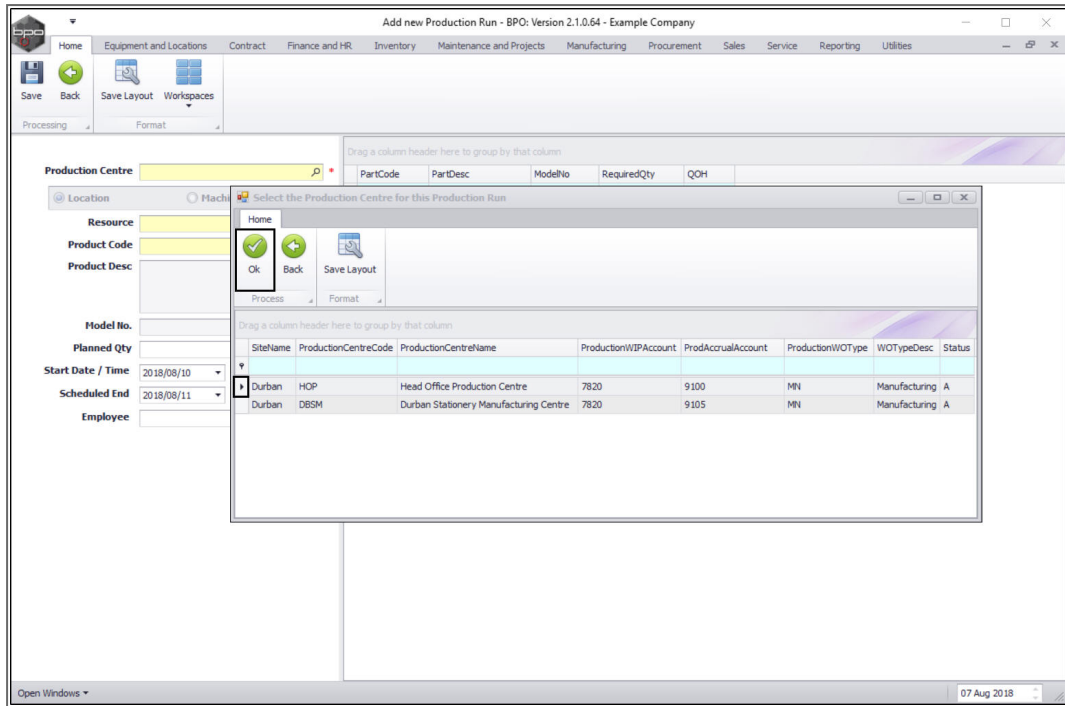 Add new Production Run - BPO: Version 2.1.0.64 - Example Company
bpo
Home Equipment and Locations Contract Finance and HR Inventory Maintenance and Projects Manufacturing Procurement Sales Service Reporting Utilities
Save Back Save Layout Workspaces
Processing Format
Drag a column header here to group by that column
Production Centre * PartCode PartDesc ModelNo RequiredQty QOH
Location Machi
Select the Production Centre for this Production Run
Home
Resource
Product Code
Product Desc
Ok Back Save Layout
Process Format
Drag a column header here to group by that column
Model No.
Planned Qty
SiteName ProductionCentreCode ProductionCentreName ProductionWIPAccount ProdAccrualAccount ProductionWOType WOTypeDesc Status
Start Date / Time 2018/08/10
Durban HOP Head Office Production Centre 7820 9100 MN Manufacturing A
Scheduled End 2018/08/11
Durban DBSM Durban Stationery Manufacturing Centre 7820 9105 MN Manufacturing A
Employee
Open Windows 07 Aug 2018